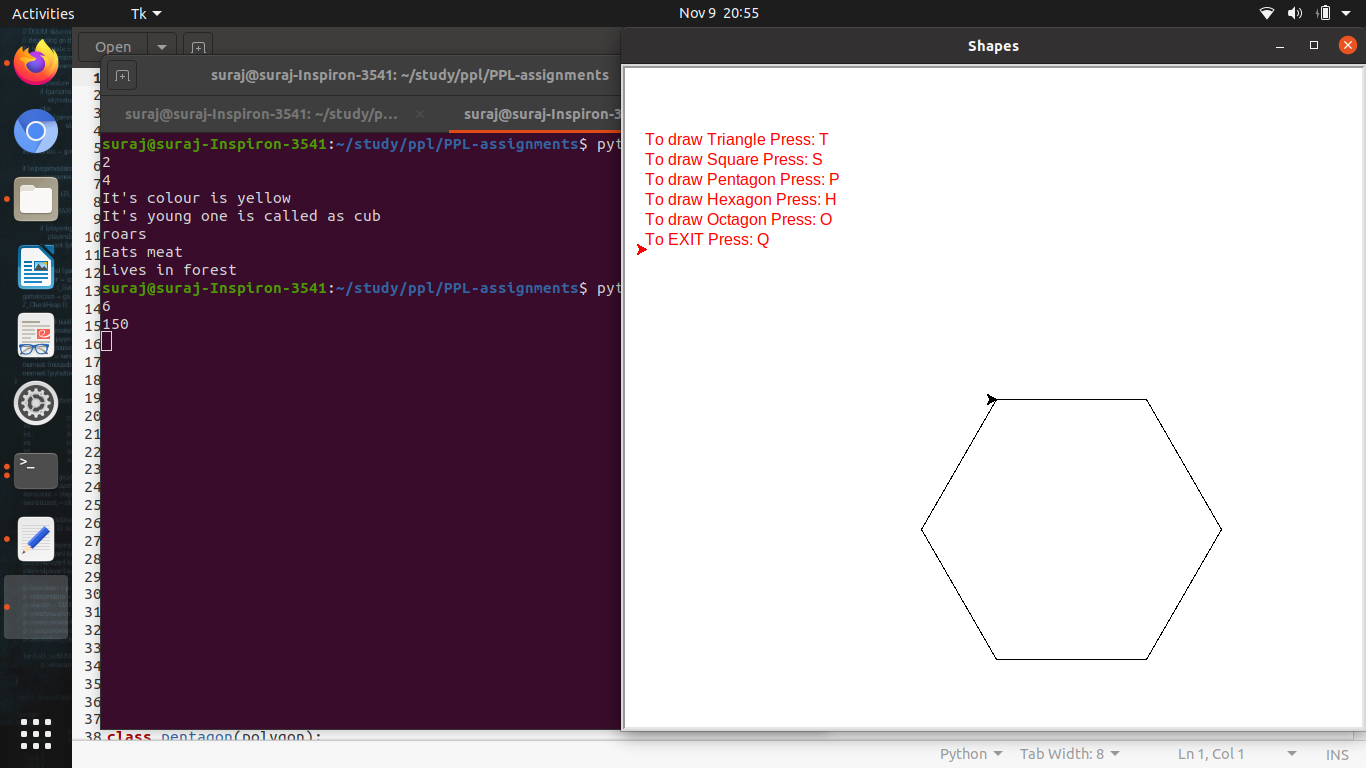 Activities
Tk
Nov 9 20:55
Open
suraj@suraj-Inspiron-3541: ~/study/ppl/PPL-assignments
suraj@suraj-Inspiron-3541: ~/study/p...
suraj@suraj-Inspiron-3
suraj@suraj-Inspiron-3541:~/study/ppl/PPL-assignments$ pyt
2
4
It's colour is yellow
It's young one is called as cub
roars
Eats meat
Lives in forest
suraj@suraj-Inspiron-3541:~/study/ppl/PPL-assignments$ pyt
6
150
1
2
3
4
5
6
7
8
9
10
11
12
13
14
15
16
17
18
19
20
21
22
23
24
25
26
27
28
29
30
31
32
33
34
35
36
37
38 class pentagon(polygon):
Shapes
To draw Triangle Press: T
To draw Square Press: S
To draw Pentagon Press: P
To draw Hexagon Press: H
To draw Octagon Press: O
To EXIT Press: Q
Python
Tab Width: 8
Ln 1, Col 1
INS